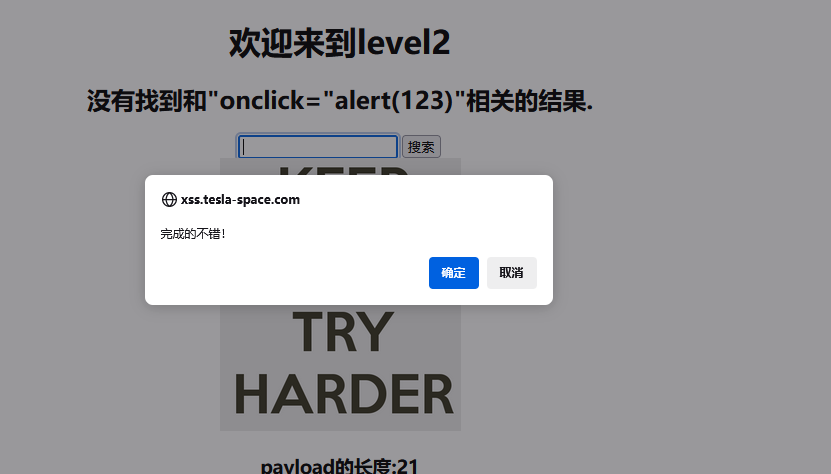 欢迎来到level2
没有找到和"onclick="alert(123)"相关的结果.
搜索
KEEP
xss.tesla-space.com
完成的不错！
确定
取消
TRY
HARDER
payload的长度:21